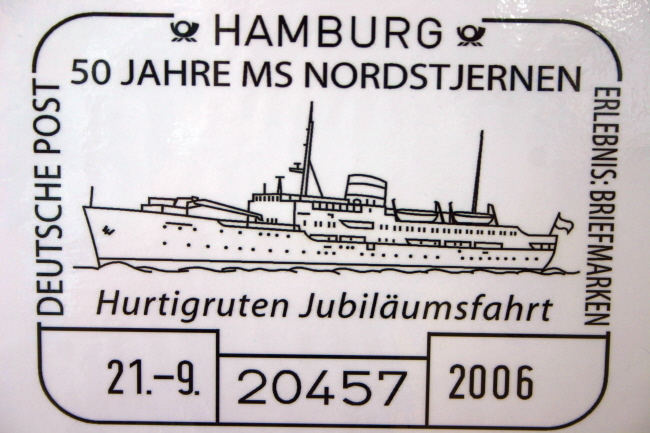 HAMBURG
50 JAHRE MS NORDSTJERNEN
DEUTSCHE POST
ERLEBNIS: BRIEFMARKEN
Hurtigruten Jubiläumsfahrt
21.–9. 20457 2006